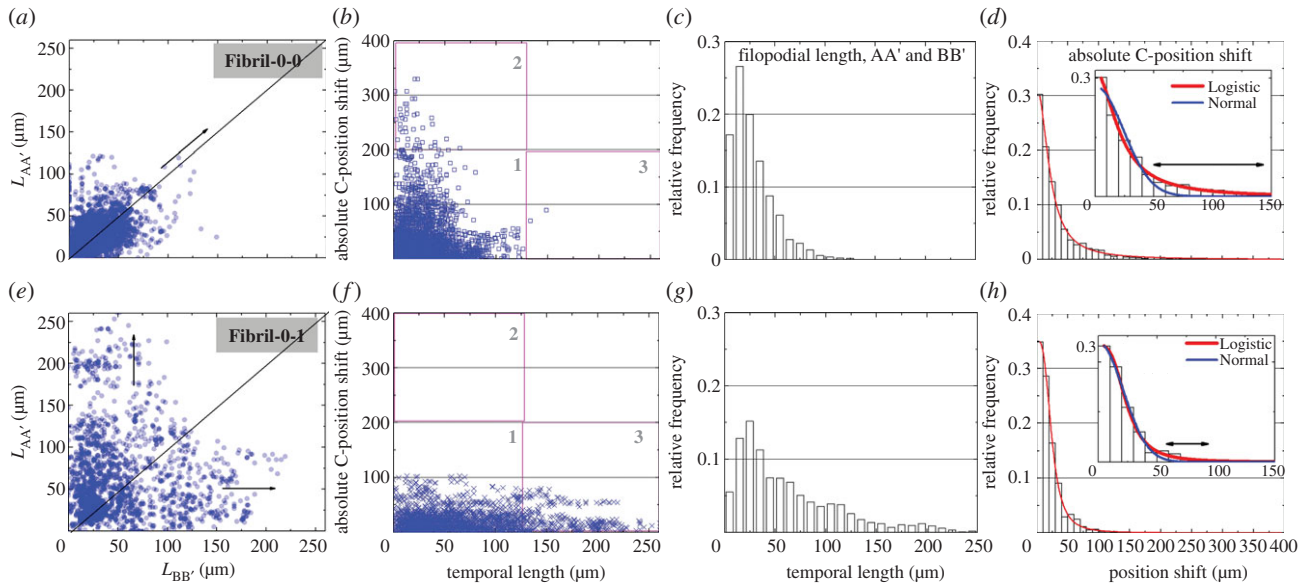 (a)
(b)
(c)
(d)
250
200
150
100
50
0
L_AA′ (μm)
Fibril-0-0
400
300
200
100
absolute C-position shift (μm)
2
1
3
0.3
0.2
0.1
0
relative frequency
filopodial length, AA' and BB'
0.4
0.3
0.2
0.1
0
relative frequency
absolute C-position shift
0.3
Logistic
Normal
0 50 100 150
(e)
(f)
(g)
(h)
250
200
150
100
50
0
L_AA′ (μm)
Fibril-0-1
0 50 100 150 200 250
L_BB′ (μm)
400
300
200
100
absolute C-position shift (μm)
2
1
3
0 50 100 150 200 250
temporal length (μm)
0.3
0.2
0.1
relative frequency
0 50 100 150 200 250
temporal length (μm)
0.4
0.3
0.2
0.1
0
relative frequency
0.3
Logistic
Normal
0 50 100 150
0 50 100 150 200 250 300 350 400
position shift (μm)